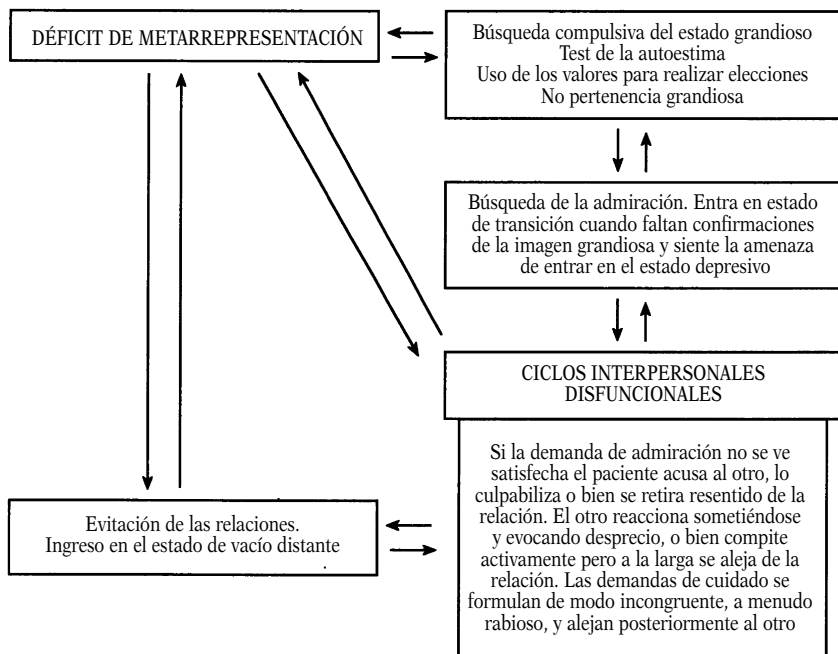 DÉFICIT DE METARREPRESENTACIÓN
Búsqueda compulsiva del estado grandioso
Test de la autoestima
Uso de los valores para realizar elecciones
No pertenencia grandiosa
Búsqueda de la admiración. Entra en estado
de transición cuando faltan confirmaciones
de la imagen grandiosa y siente la amenaza
de entrar en el estado depresivo
CICLOS INTERPERSONALES
DISFUNCIONALES
Si la demanda de admiración no se ve
satisfecha el paciente acusa al otro, lo
culpabiliza o bien se retira resentido de la
relación. El otro reacciona sometiéndose
y evocando desprecio, o bien compite
activamente pero a la larga se aleja de la
relación. Las demandas de cuidado se
formulan de modo incongruente, a menudo
rabioso, y alejan posteriormente al otro
Evitación de las relaciones.
Ingreso en el estado de vacío distante